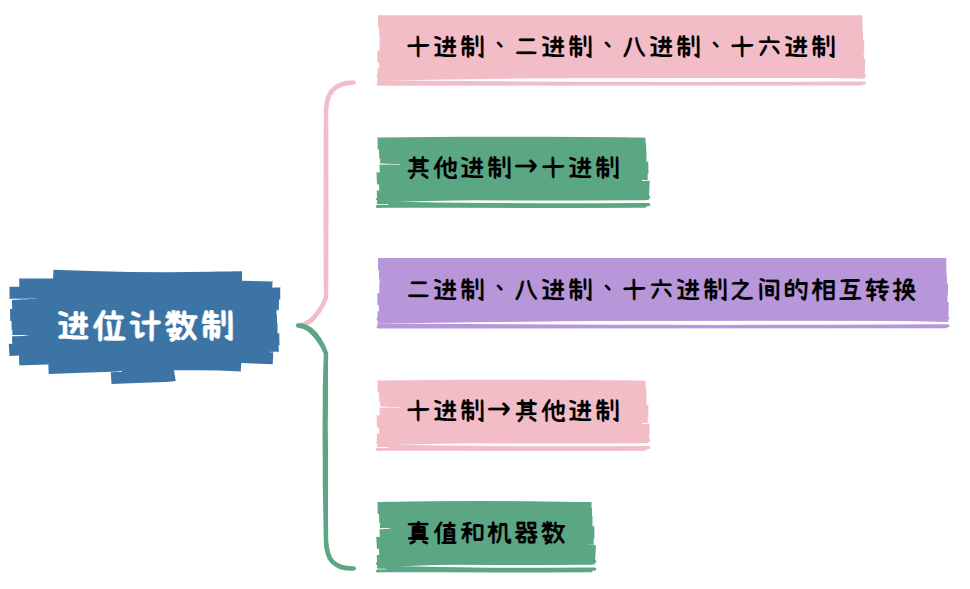 十进制、二进制、八进制、十六进制
其他进制→十进制
二进制、八进制、十六进制之间的相互转换
进位计数制
十进制→其他进制
真值和机器数